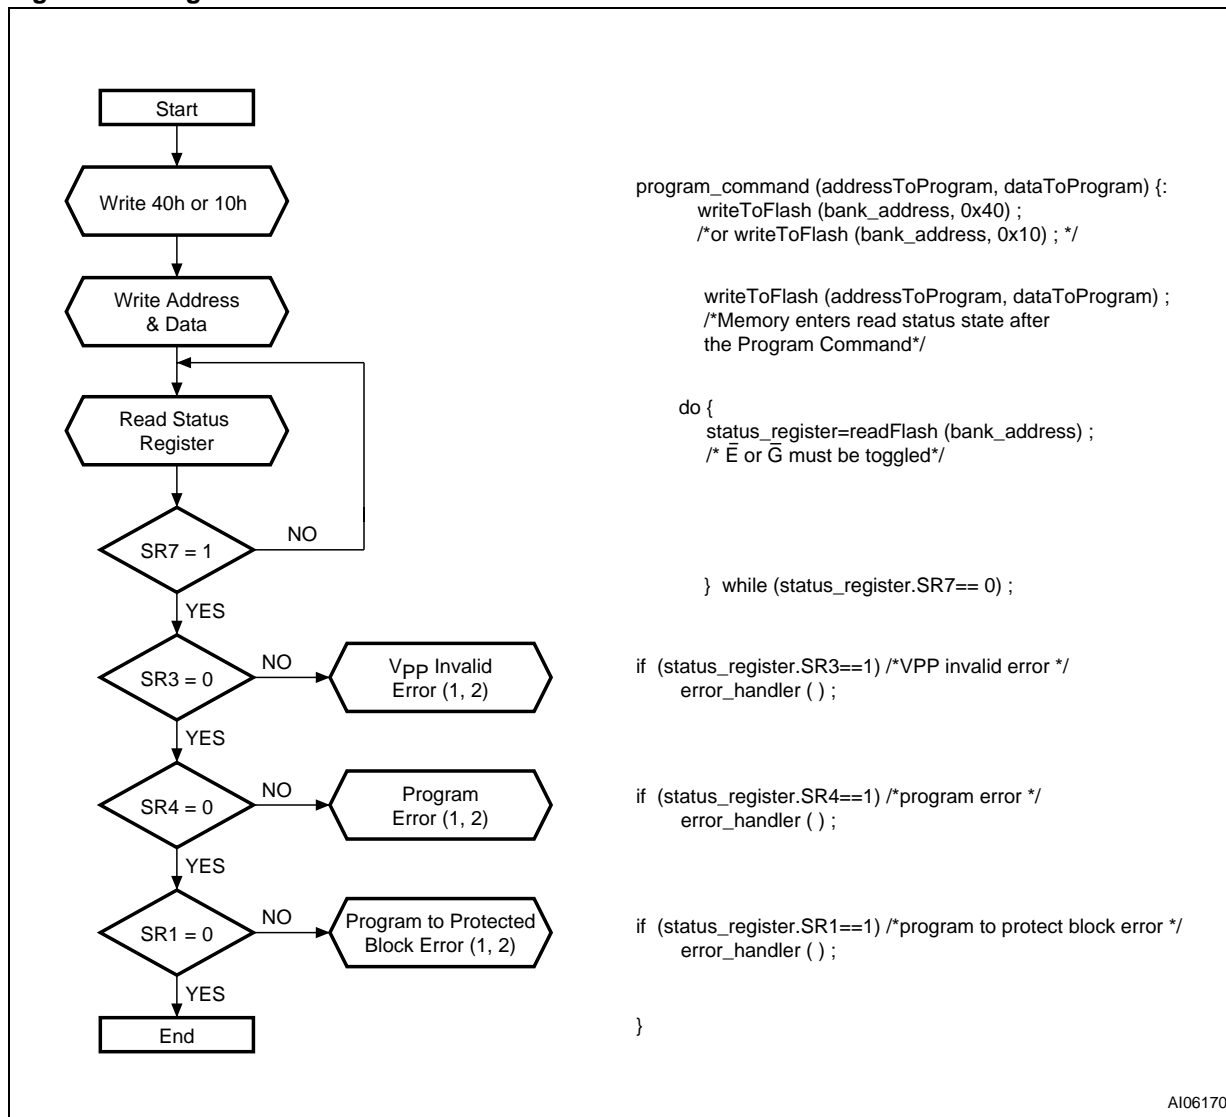 Start
Write 40h or 10h
Write Address
& Data
Read Status
Register
SR7 = 1
NO
YES
SR3 = 0
NO
VPP Invalid
Error (1, 2)
YES
SR4 = 0
NO
Program
Error (1, 2)
YES
SR1 = 0
NO
Program to Protected
Block Error (1, 2)
YES
End
program_command (addressToProgram, dataToProgram) {:
writeToFlash (bank_address, 0x40) ;
/*or writeToFlash (bank_address, 0x10) ; */
writeToFlash (addressToProgram, dataToProgram) ;
/*Memory enters read status state after
the Program Command*/
do {
status_register=readFlash (bank_address) ;
/* E̅ or G̅ must be toggled*/
} while (status_register.SR7== 0) ;
if (status_register.SR3==1) /*VPP invalid error */
error_handler ( ) ;
if (status_register.SR4==1) /*program error */
error_handler ( ) ;
if (status_register.SR1==1) /*program to protect block error */
error_handler ( ) ;
}
AI06170